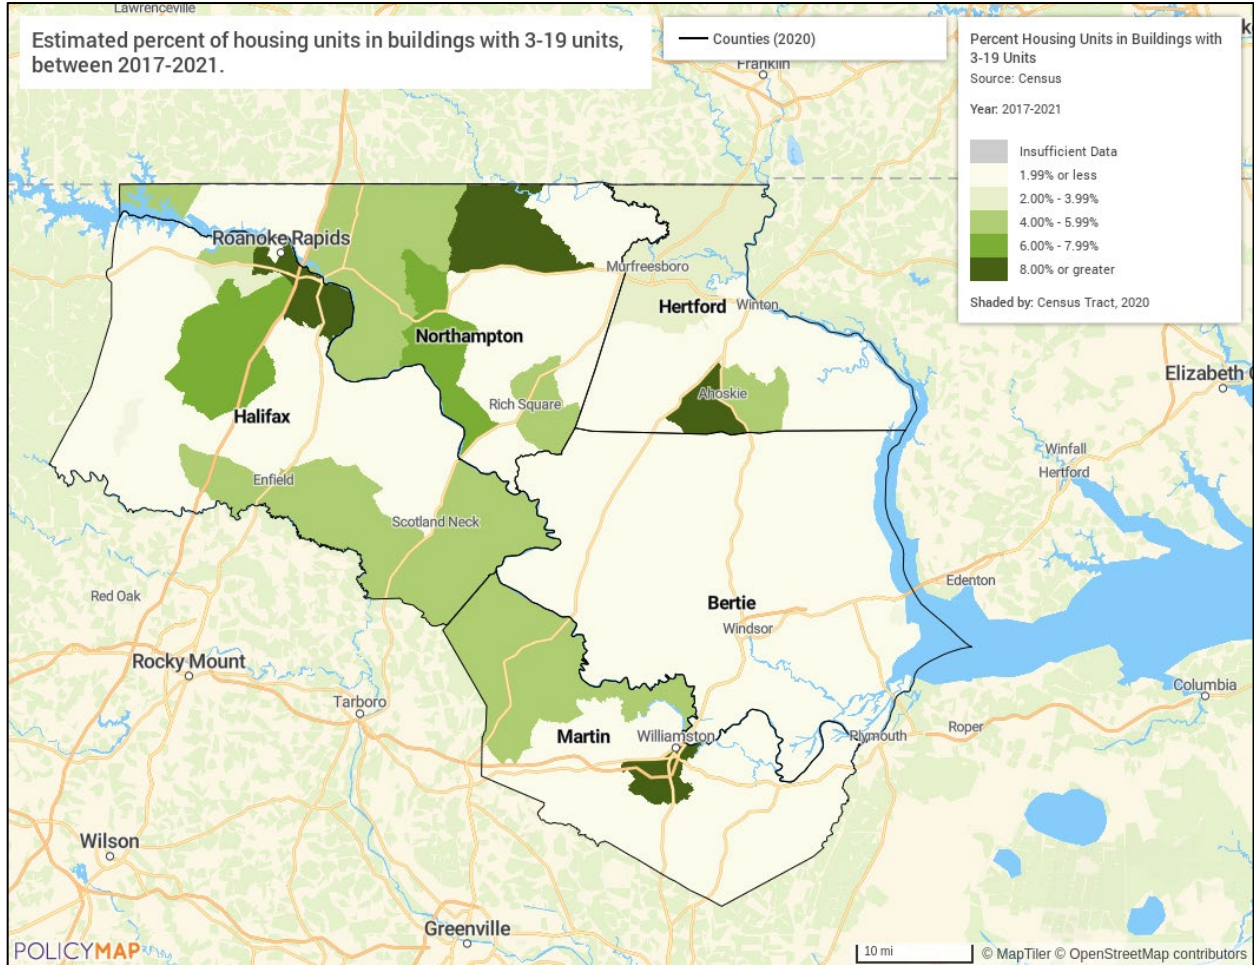 Lawrenceville
Estimated percent of housing units in buildings with 3-19 units,
between 2017-2021.
Counties (2020)
Franklin
Percent Housing Units in Buildings with
3-19 Units
Source: Census
Year: 2017-2021
Insufficient Data
1.99% or less
2.00% - 3.99%
4.00% - 5.99%
6.00% - 7.99%
8.00% or greater
Shaded by: Census Tract, 2020
Roanoke Rapids
Murfreesboro
Hertford
Winton
Northampton
Elizabeth
Ahoskie
Rich Square
Halifax
Winfall
Hertford
Enfield
Scotland Neck
Edenton
Red Oak
Bertie
Windsor
Rocky Mount
Columbia
Tarboro
Roper
Martin
Williamston
Plymouth
Wilson
Greenville
POLICYMAP
10 mi
© MapTiler © OpenStreetMap contributors